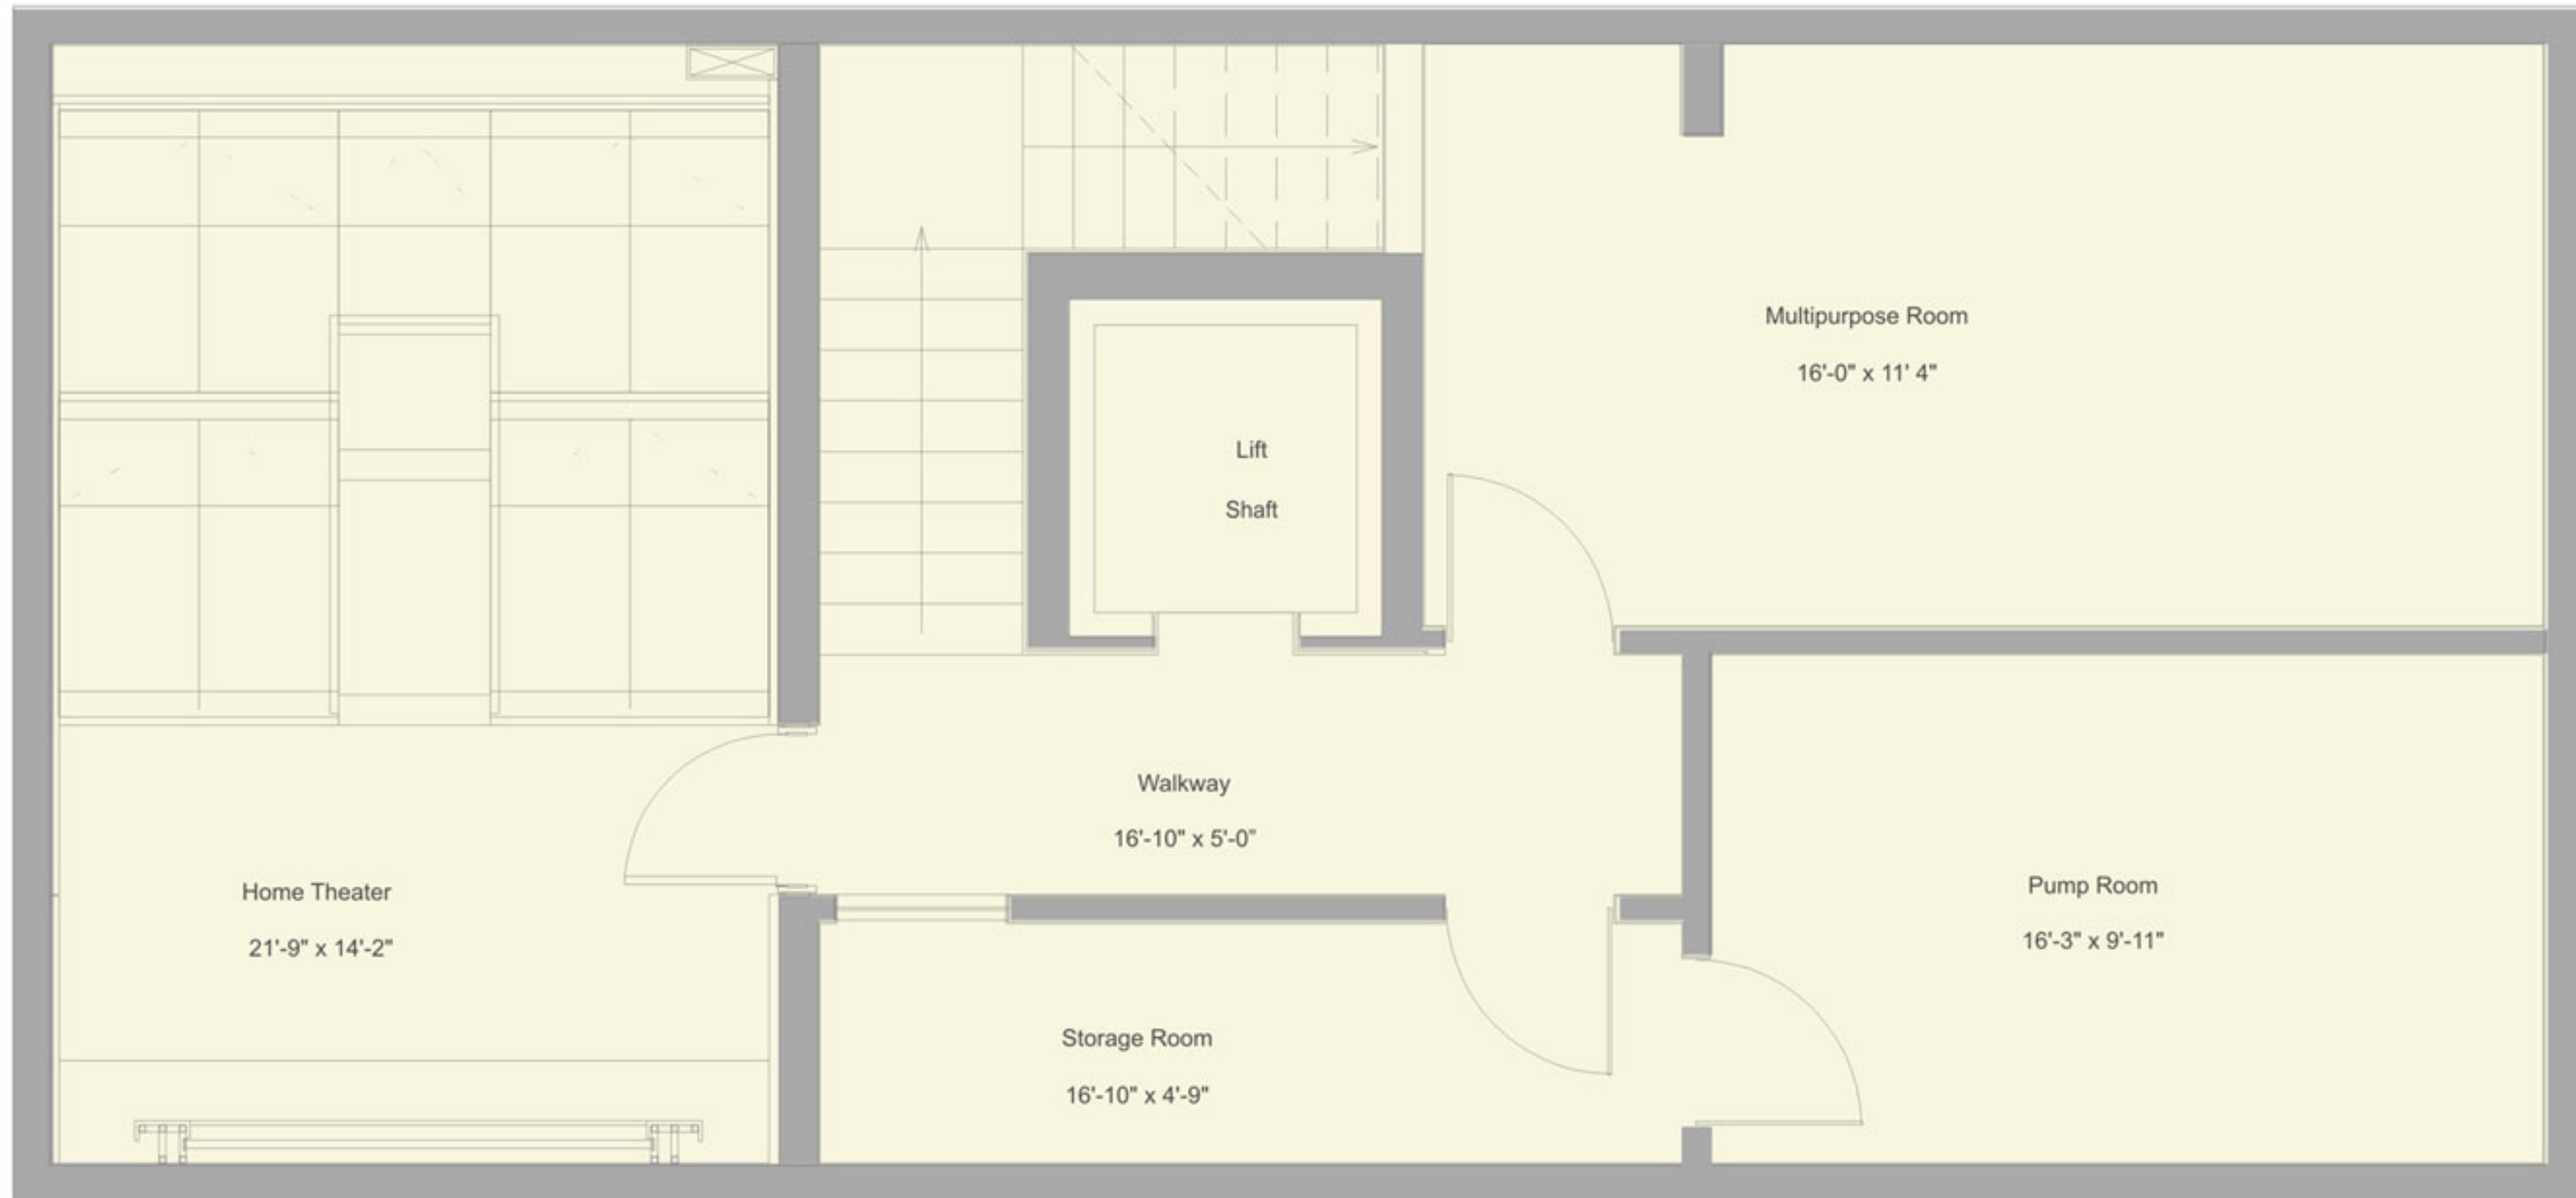 Multipurpose Room
16'-0" x 11' 4"
Lift
Shaft
Walkway
16'-10" x 5'-0”
Home Theater
21'-9" x 14'-2"
Pump Room
16'-3" x 9'-11"
Storage Room
16'-10" x 4'-9"